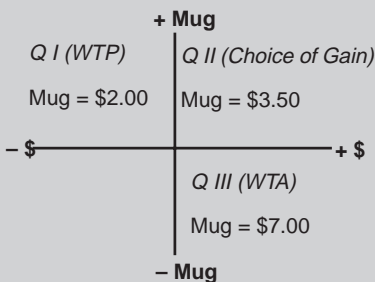 + Mug
Q I (WTP)
Q II (Choice of Gain)
Mug = $2.00
Mug = $3.50
– $
+ $
Q III (WTA)
Mug = $7.00
– Mug